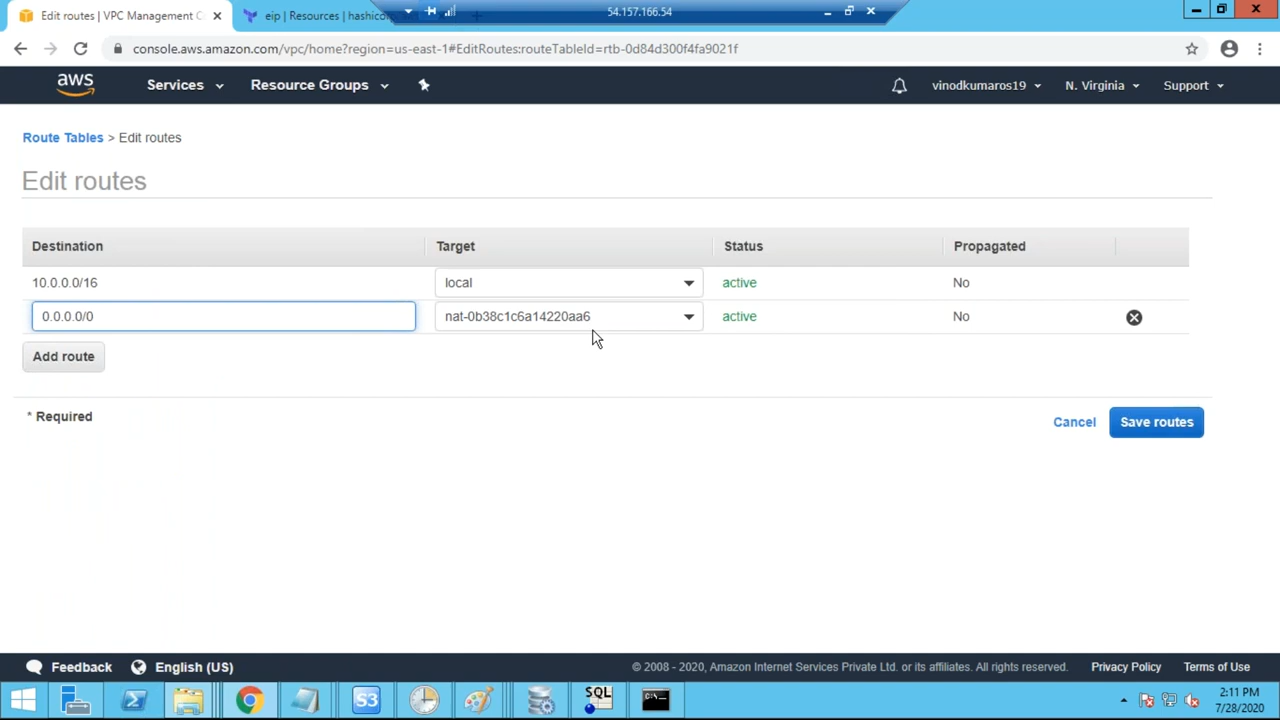 Edit routes | VPC Management C
eip | Resources | hashico
54.157.166.54
console.aws.amazon.com/vpc/home?region=us-east-1#EditRoutes:routeTableId=rtb-0d84d300f4fa9021f
aws Services Resource Groups vinodkumaros19 N. Virginia Support
Route Tables > Edit routes
Edit routes
Destination Target Status Propagated
10.0.0.0/16 local active No
0.0.0.0/0 nat-0b38c1c6a14220aa6 active No
Add route
* Required Cancel Save routes
Feedback English (US) © 2008 - 2020, Amazon Internet Services Private Ltd. or its affiliates. All rights reserved. Privacy Policy Terms of Use
S3 SQL 2:11 PM
7/28/2020